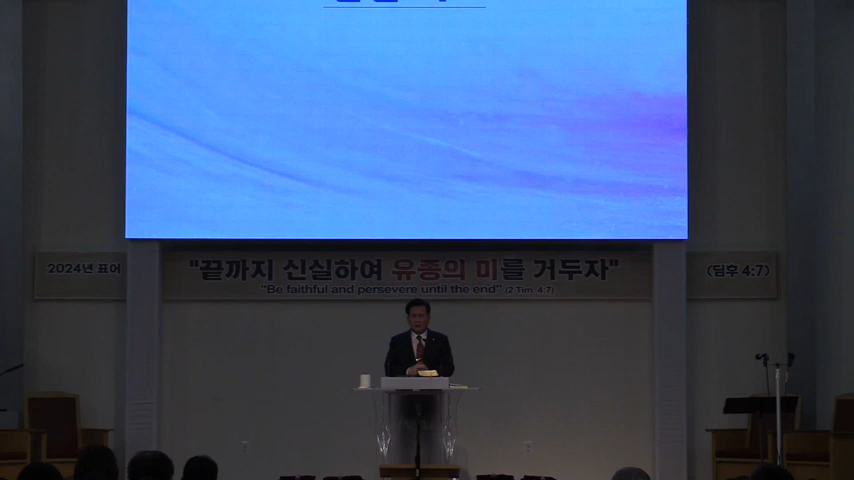 2024년 표어
"끝까지 신실하여 유종의 미를 거두자"
(딤후 4:7)
"Be faithful and persevere until the end" (2 Tim. 4:7)